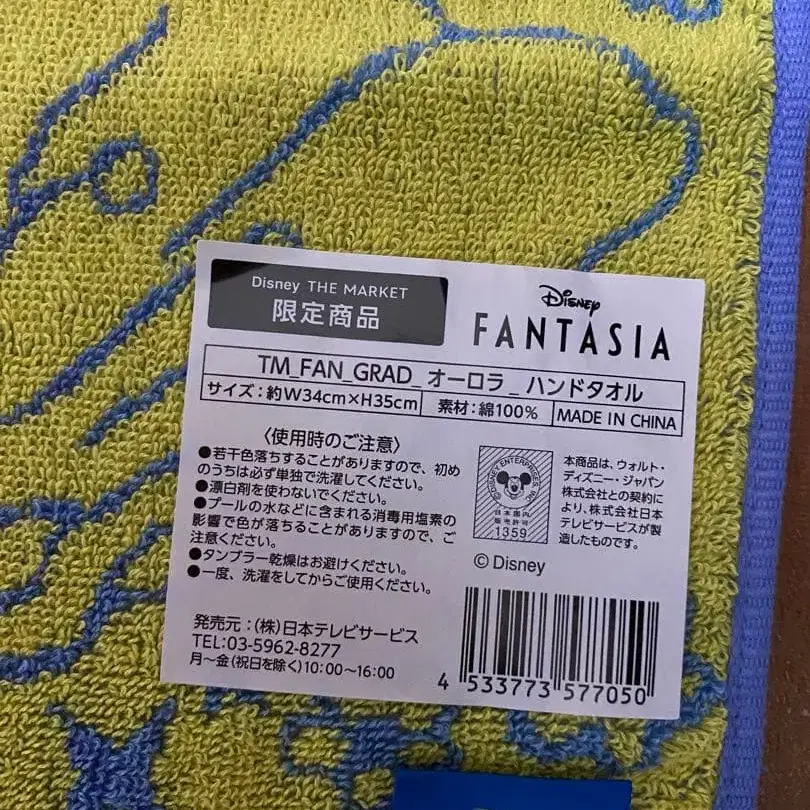 Disney THE MARKET
限定商品
Disney
FANTASIA
TM_FAN_GRAD_ オーロラ _ ハンドタオル
サイズ：約W34cm×H35cm 素材：綿100% MADE IN CHINA
〈使用時のご注意〉
●若干色落ちすることがありますので、初め
のうちは必ず単独で洗濯してください。
●漂白剤を使わないでください。
●プールの水などに含まれる消毒用塩素の
影響で色が落ちることがありますので、ご
注意ください。
●タンブラー乾燥はお避けください。
●一度、洗濯をしてからご使用ください。
発売元：(株)日本テレビサービス
TEL:03-5962-8277
月～金(祝日を除く)10:00～16:00
©DISNEY ENTERPRISES, INC.
日本国内
販売許可
1359
本商品は、ウォルト・
ディズニー・ジャパン
株式会社との契約に
より、株式会社日本
テレビサービスが製
造したものです。
© Disney
4 533773 577050